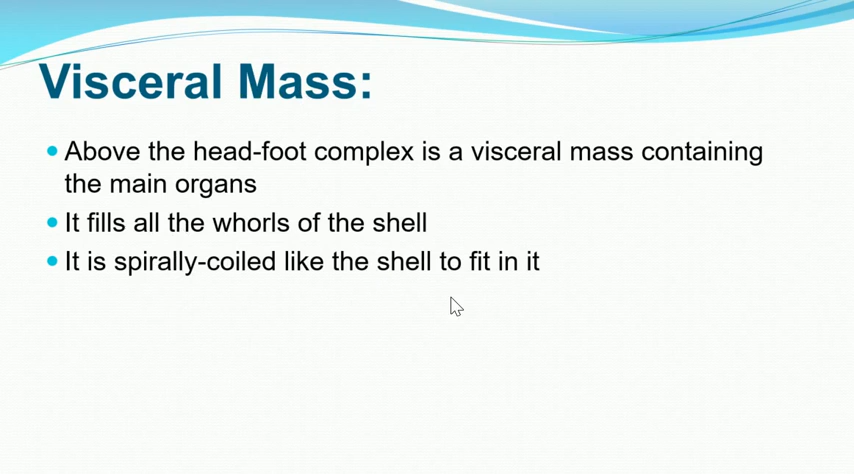 Visceral Mass:
• Above the head-foot complex is a visceral mass containing
the main organs
• It fills all the whorls of the shell
• It is spirally-coiled like the shell to fit in it